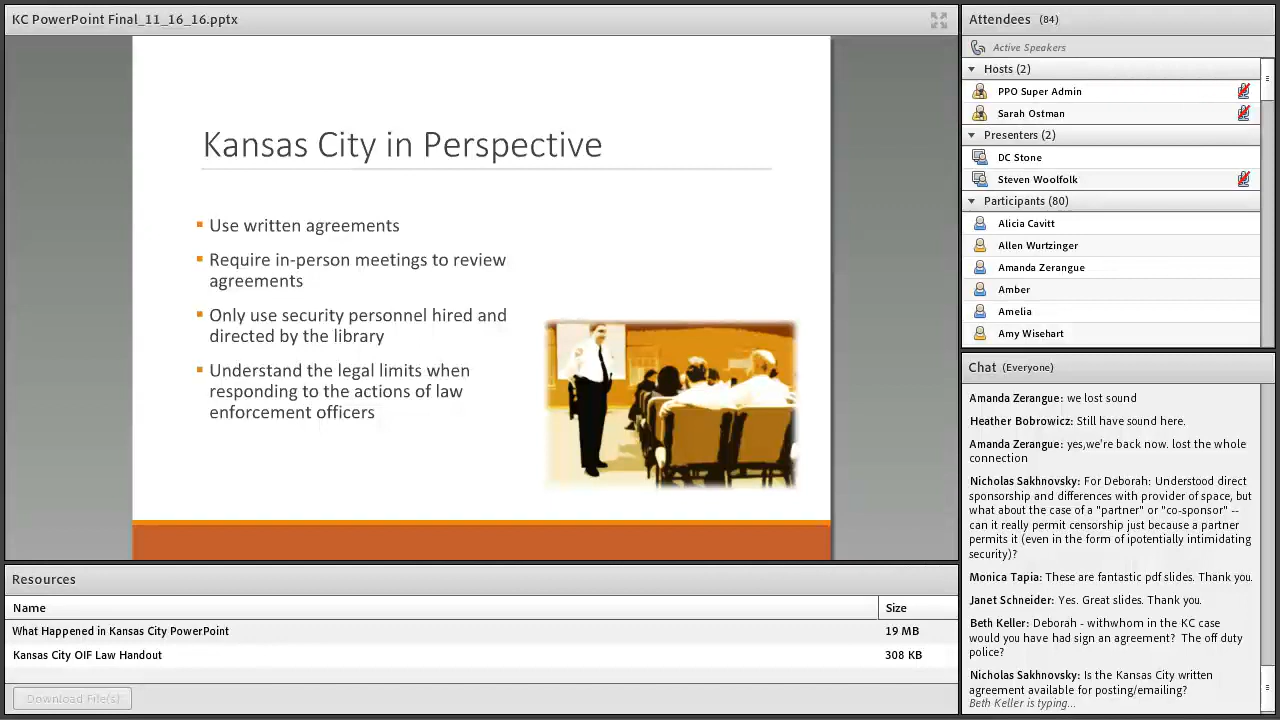 KC PowerPoint Final_11_16_16.pptx
Kansas City in Perspective
Use written agreements
Require in-person meetings to review
agreements
Only use security personnel hired and
directed by the library
Understand the legal limits when
responding to the actions of law
enforcement officers
Resources
Name Size
What Happened in Kansas City PowerPoint 19 MB
Kansas City OIF Law Handout 308 KB
Download File(s)
Attendees (84)
Active Speakers
Hosts (2)
PPO Super Admin
Sarah Ostman
Presenters (2)
DC Stone
Steven Woolfolk
Participants (80)
Alicia Cavitt
Allen Wurtzinger
Amanda Zerangue
Amber
Amelia
Amy Wisehart
Chat (Everyone)
Amanda Zerangue: we lost sound
Heather Bobrowicz: Still have sound here.
Amanda Zerangue: yes,we're back now. lost the whole
connection
Nicholas Sakhnovsky: For Deborah: Understood direct
sponsorship and differences with provider of space, but
what about the case of a "partner" or "co-sponsor" --
can it really permit censorship just because a partner
permits it (even in the form of ipotentially intimidating
security)?
Monica Tapia: These are fantastic pdf slides. Thank you.
Janet Schneider: Yes. Great slides. Thank you.
Beth Keller: Deborah - withwhom in the KC case
would you have had sign an agreement? The off duty
police?
Nicholas Sakhnovsky: Is the Kansas City written
agreement available for posting/emailing?
Beth Keller is typing...